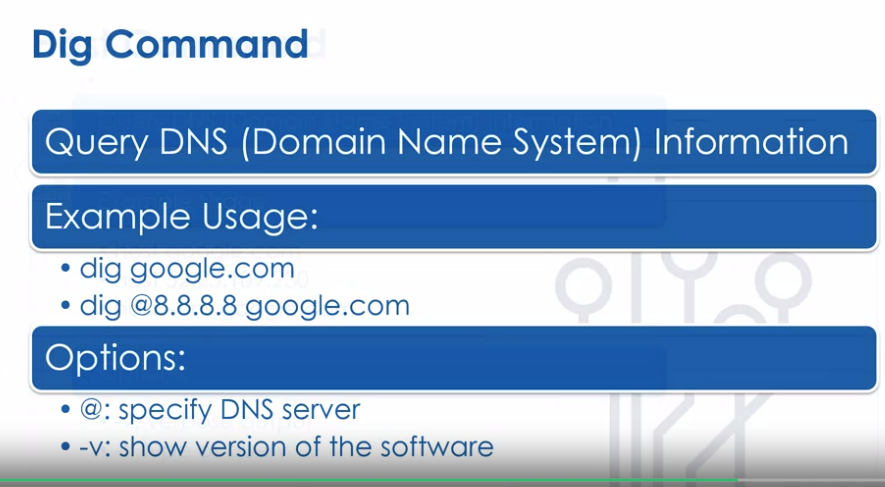 Dig Command
Query DNS (Domain Name System) Information
Example Usage:
• dig google.com
• dig @8.8.8.8 google.com
Options:
• @: specify DNS server
• -v: show version of the software